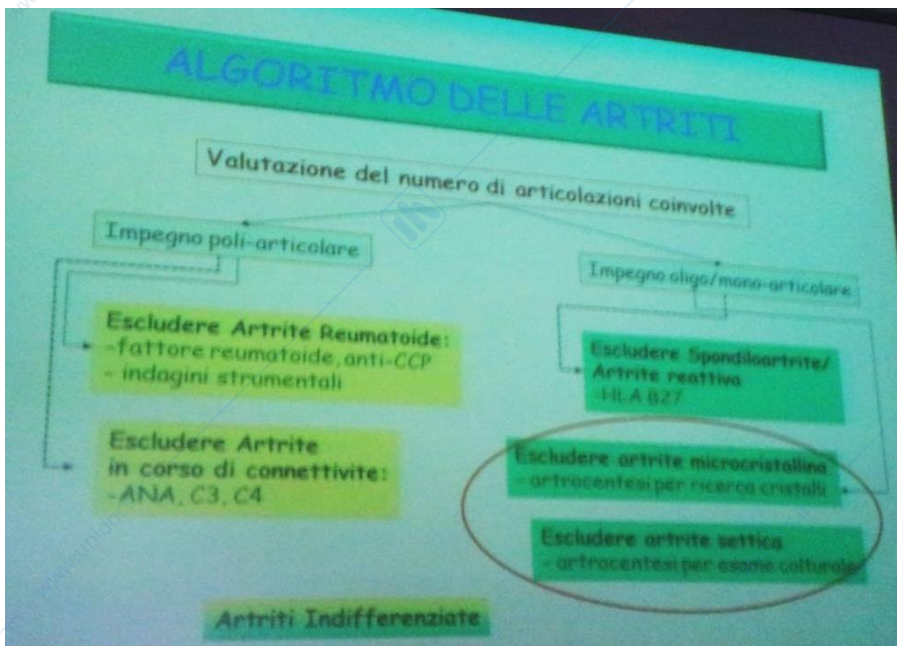 ALGORITMO DELLE ARTRITI
Valutazione del numero di articolazioni coinvolte
Impegno poli-articolare
Escludere Artrite Reumatoide:
-fattore reumatoide, anti-CCP
- indagini strumentali
Escludere Artrite
in corso di connettivite:
-ANA, C3, C4
Impegno oligo/mono-articolare
Escludere Spondiloartrite/
Artrite reattiva
-HLA B27
Escludere artrite microcristallina
- artrocentesi per ricerca cristalli
Escludere artrite settica
- artrocentesi per esame colturale
Artriti Indifferenziate